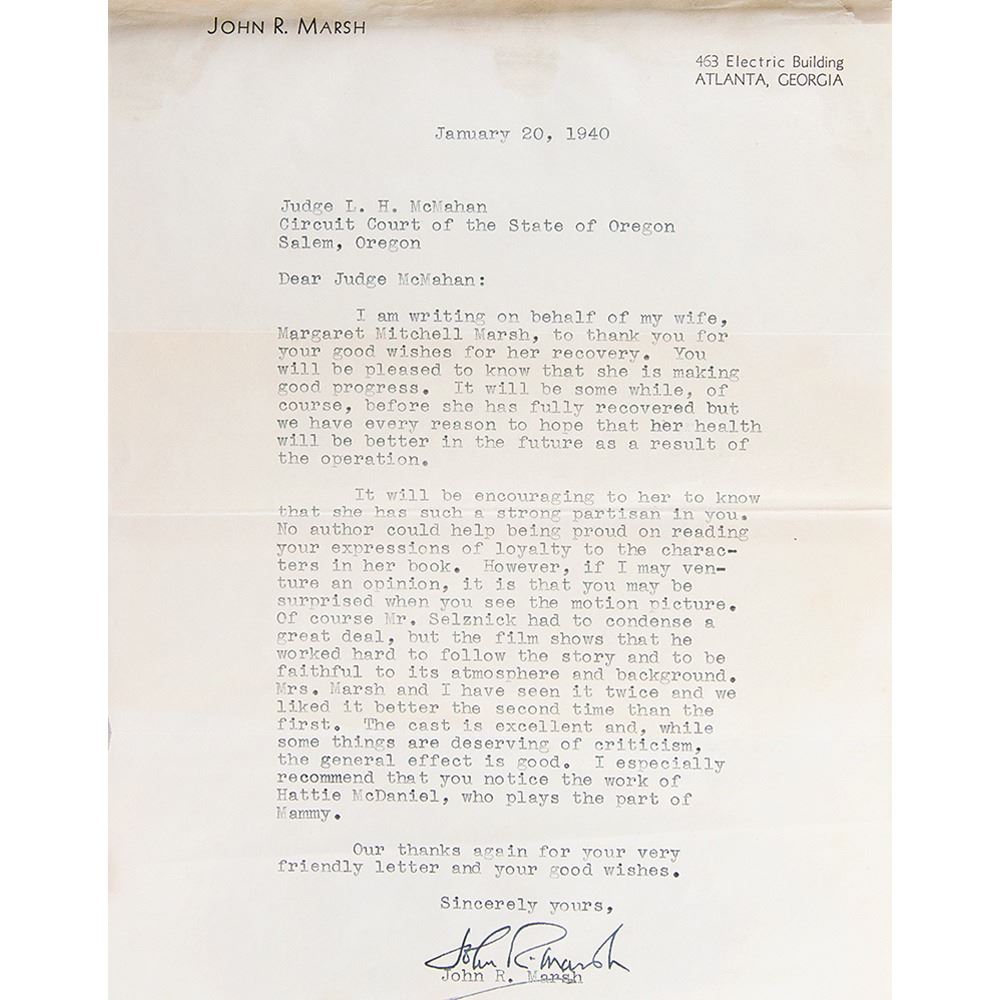 JOHN R. MARSH
463 Electric Building
ATLANTA, GEORGIA
January 20, 1940
Judge L. H. McMahan
Circuit Court of the State of Oregon
Salem, Oregon
Dear Judge McMahan:
I am writing on behalf of my wife,
Margaret Mitchell Marsh, to thank you for
your good wishes for her recovery. You
will be pleased to know that she is making
good progress. It will be some while, of
course, before she has fully recovered but
we have every reason to hope that her health
will be better in the future as a result of
the operation.
It will be encouraging to her to know
that she has such a strong partisan in you.
No author could help being proud on reading
your expressions of loyalty to the charac-
ters in her book. However, if I may ven-
ture an opinion, it is that you may be
surprised when you see the motion picture.
Of course Mr. Selznick had to condense a
great deal, but the film shows that he
worked hard to follow the story and to be
faithful to its atmosphere and background.
Mrs. Marsh and I have seen it twice and we
liked it better the second time than the
first. The cast is excellent and, while
some things are deserving of criticism,
the general effect is good. I especially
recommend that you notice the work of
Hattie McDaniel, who plays the part of
Mammy.
Our thanks again for your very
friendly letter and your good wishes.
Sincerely yours,
John R. Marsh
John R. Marsh